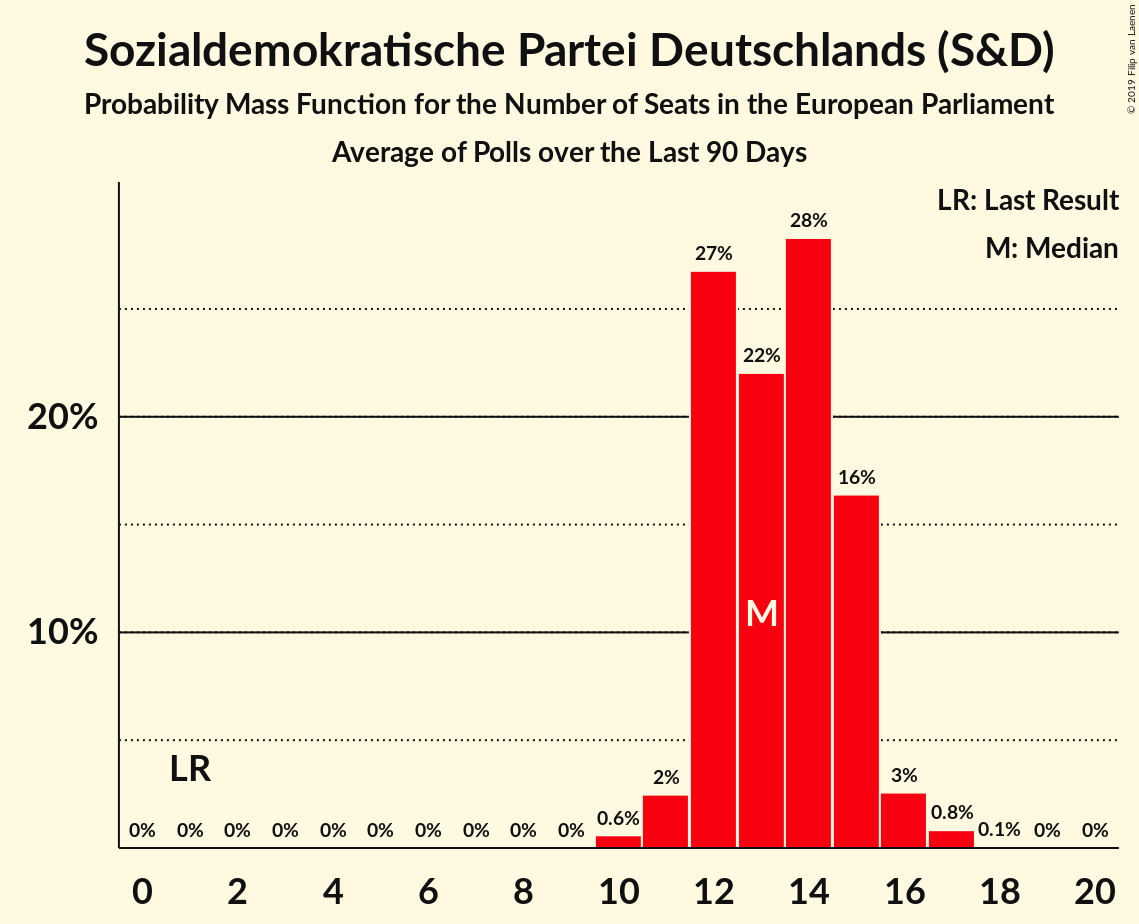 Sozialdemokratische Partei Deutschlands (S&D)
Probability Mass Function for the Number of Seats in the European Parliament
Average of Polls over the Last 90 Days
© 2019 Filip van Laenen
LR: Last Result
M: Median
28%
27%
22%
20%
16%
M
10%
LR
0% 0% 0% 0% 0% 0% 0% 0% 0% 0% 0.6% 2% 3% 0.8% 0.1% 0% 0%
0 2 4 6 8 10 12 14 16 18 20